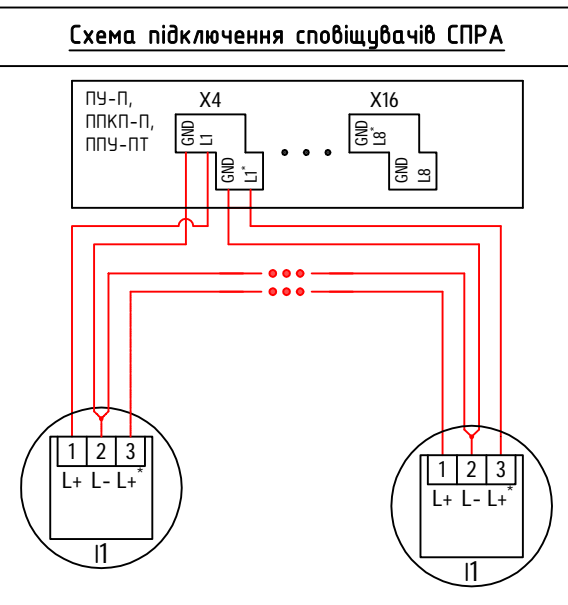 Схема підключення сповіщувачів СПРА
ПУ-П,
ППКП-П,
ППУ-ПТ
X4
X16
GND
L1
GND
L1*
GND
L8*
GND
L8
1 2 3
L+ L- L+*
I1
1 2 3
L+ L- L+*
I1